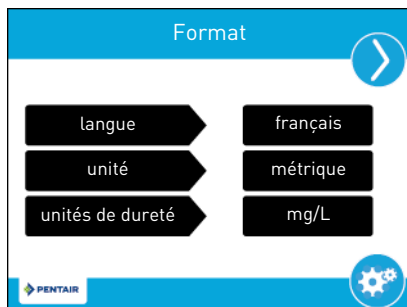 Format
langue français
unité métrique
unités de dureté mg/L
PENTAIR